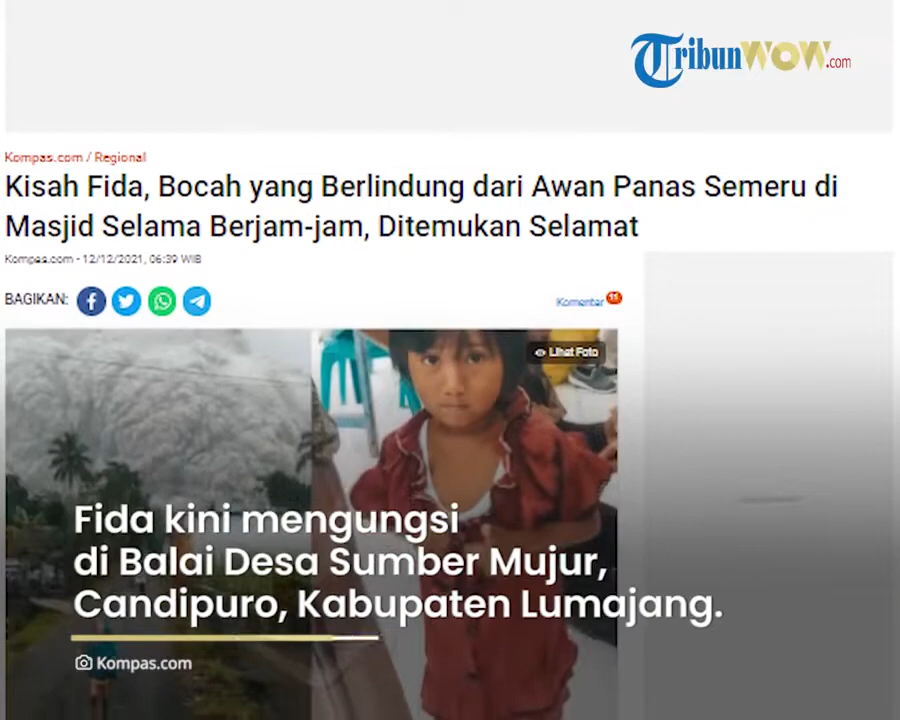 TribunWOW.com
Kompas.com / Regional
Kisah Fida, Bocah yang Berlindung dari Awan Panas Semeru di
Masjid Selama Berjam-jam, Ditemukan Selamat
Kompas.com - 12/12/2021, 06:39 WIB
BAGIKAN:
Komentar 11
Lihat Foto
Fida kini mengungsi
di Balai Desa Sumber Mujur,
Candipuro, Kabupaten Lumajang.
Kompas.com